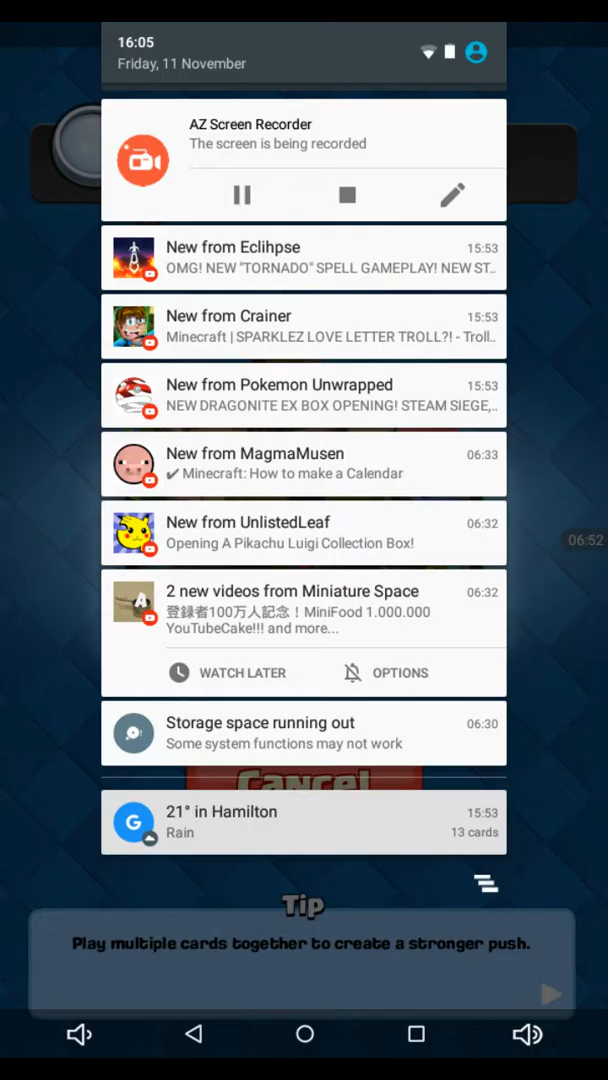 16:05
Friday, 11 November
AZ Screen Recorder
The screen is being recorded
New from Eclihpse
15:53
OMG! NEW "TORNADO" SPELL GAMEPLAY! NEW ST..
New from Crainer
15:53
Minecraft | SPARKLEZ LOVE LETTER TROLL?! - Troll..
New from Pokemon Unwrapped
15:53
NEW DRAGONITE EX BOX OPENING! STEAM SIEGE,..
New from MagmaMusen
06:33
✔ Minecraft: How to make a Calendar
New from UnlistedLeaf
06:32
Opening A Pikachu Luigi Collection Box!
06:52
2 new videos from Miniature Space
06:32
登録者100万人記念！MiniFood 1.000.000
YouTubeCake!!! and more...
WATCH LATER
OPTIONS
Storage space running out
06:30
Some system functions may not work
Cancel
21° in Hamilton
15:53
Rain
13 cards
Tip
Play multiple cards together to create a stronger push.